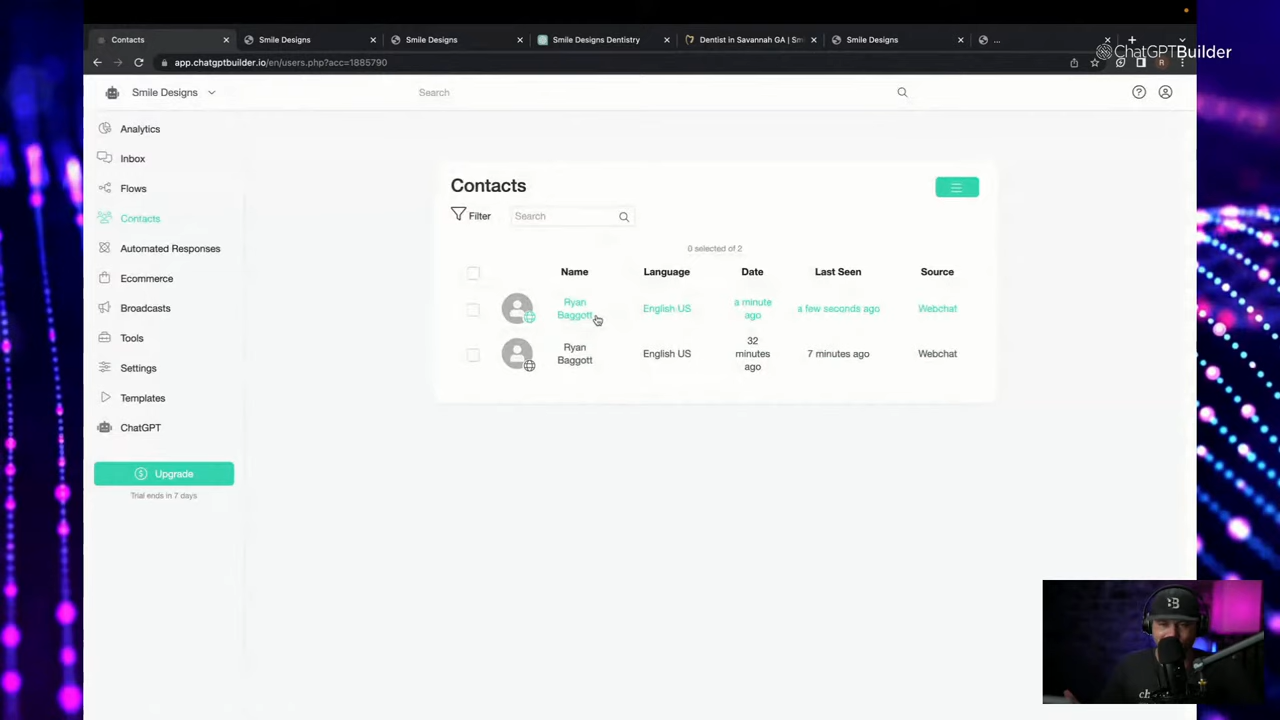 Contacts
Smile Designs
Smile Designs
Smile Designs Dentistry
Dentist in Savannah GA | Smi
Smile Designs
...
ChatGPTBuilder
app.chatgptbuilder.io/en/users.php?acc=1885790
R
Smile Designs
Search
Analytics
Inbox
Flows
Contacts
Automated Responses
Ecommerce
Broadcasts
Tools
Settings
Templates
ChatGPT
Upgrade
Trial ends in 7 days
Contacts
Filter
Search
0 selected of 2
Name Language Date Last Seen Source
Ryan
Baggott
English US
a minute
ago
a few seconds ago
Webchat
Ryan
Baggott
English US
32
minutes
ago
7 minutes ago
Webchat
B